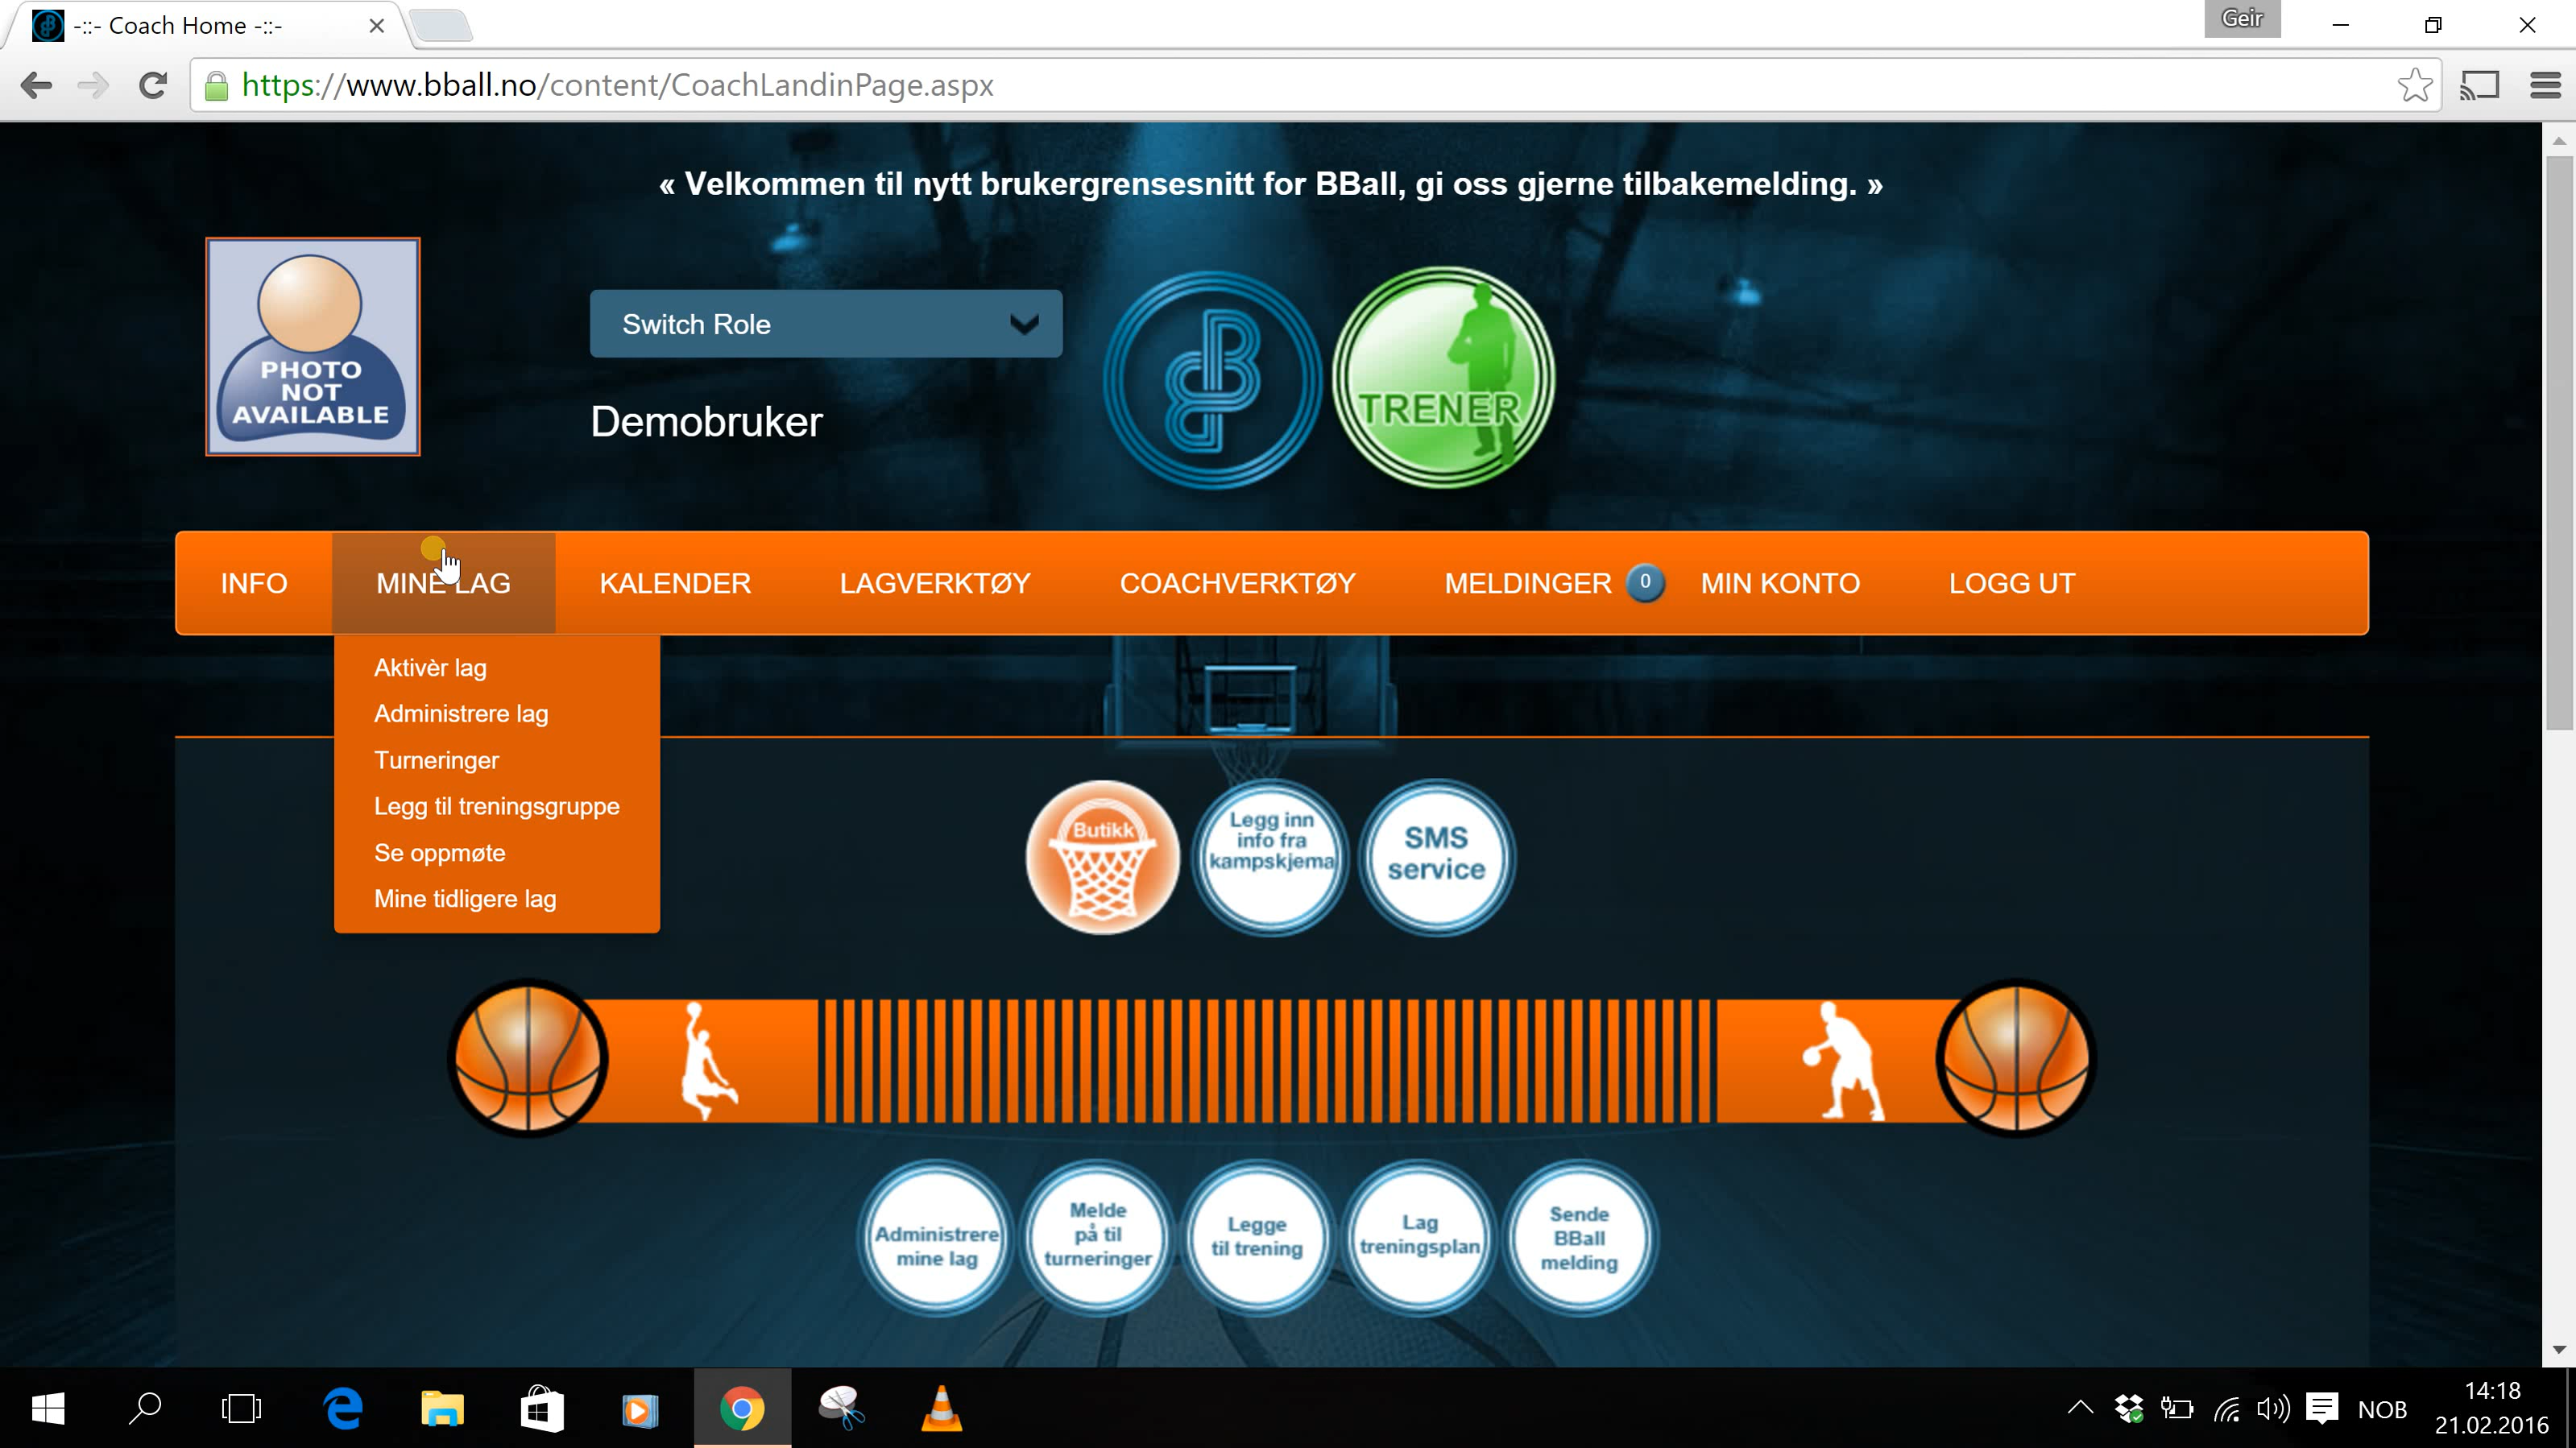 -::- Coach Home -::-
Geir
https://www.bball.no/content/CoachLandinPage.aspx
« Velkommen til nytt brukergrensesnitt for BBall, gi oss gjerne tilbakemelding. »
PHOTO
NOT
AVAILABLE
Switch Role
Demobruker
TRENER
INFO MINE LAG KALENDER LAGVERKTØY COACHVERKTØY MELDINGER 0 MIN KONTO LOGG UT
Aktivèr lag
Administrere lag
Turneringer
Legg til treningsgruppe
Se oppmøte
Mine tidligere lag
Butikk
Legg inn
info fra
kampskjema
SMS
service
Administrere
mine lag
Melde
på til
turneringer
Legge
til trening
Lag
treningsplan
Sende
BBall
melding
NOB
14:18
21.02.2016